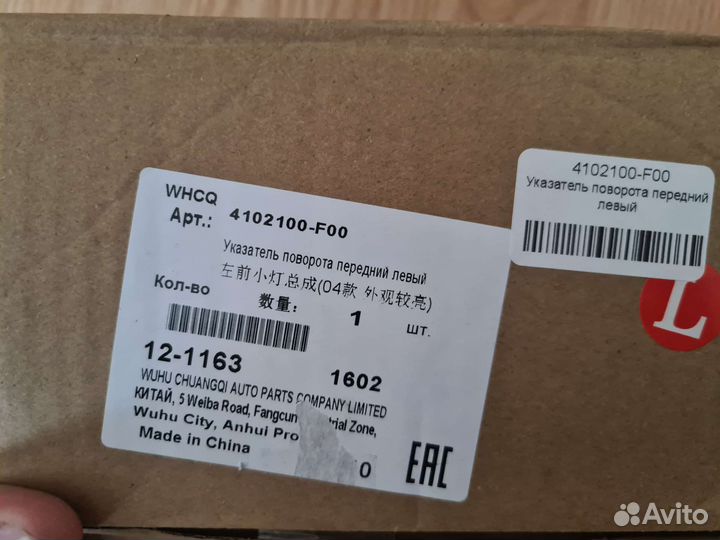 WHCQ
Арт.: 4102100-F00
Указатель поворота передний левый
左前小灯总成(04款 外观较亮)
Кол-во 数量: 1 шт.
12-1163 1602
WUHU CHUANGQI AUTO PARTS COMPANY LIMITED
КИТАЙ, 5 Weiba Road, Fangcun Zone,
Wuhu City, Anhui
Made in China
EAC
4102100-F00
Указатель поворота передний
левый
L
Avito